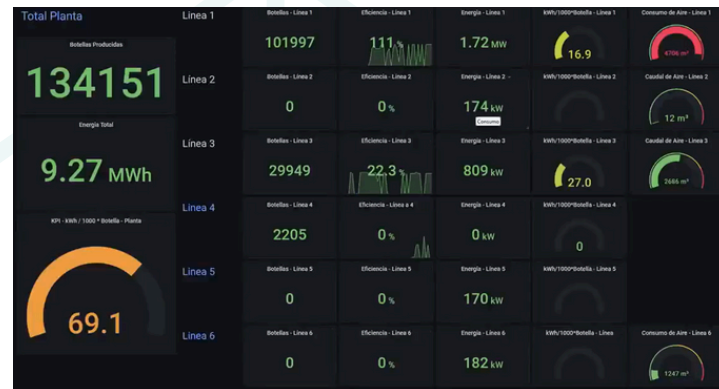 Total Planta
Botellas Producidas
134151
Energía Total
9.27 MWh
KPI - kWh / 1000 * Botella - Planta
69.1
Línea 1
Botellas - Línea 1
101997
Eficiencia - Línea 1
111 %
Energía - Línea 1
1.72 MW
kWh/1000*Botella - Línea 1
16.9
Consumo de Aire - Línea 1
4706 m³
Línea 2
Botellas - Línea 2
0
Eficiencia - Línea 2
0 %
Energía - Línea 2
174 kW
Consumo
kWh/1000*Botella - Línea 2
Caudal de Aire - Línea 2
12 m³
Línea 3
Botellas - Línea 3
29949
Eficiencia - Línea 3
22.3 %
Energía - Línea 3
809 kW
kWh/1000*Botella - Línea 3
27.0
Caudal de Aire - Línea 3
2686 m³
Línea 4
Botellas - Línea 4
2205
Eficiencia - Línea a 4
0 %
Energía - Línea 4
0 kW
kWh/1000*Botella - Línea 4
0
Línea 5
Botellas - Línea 5
0
Eficiencia - Línea 5
0 %
Energía - Línea 5
170 kW
kWh/1000*Botella - Línea 5
Línea 6
Botellas - Línea 6
0
Eficiencia - Línea 6
0 %
Energía - Línea 6
182 kW
kWh/1000*Botella - Línea
Consumo de Aire - Línea 6
1247 m³